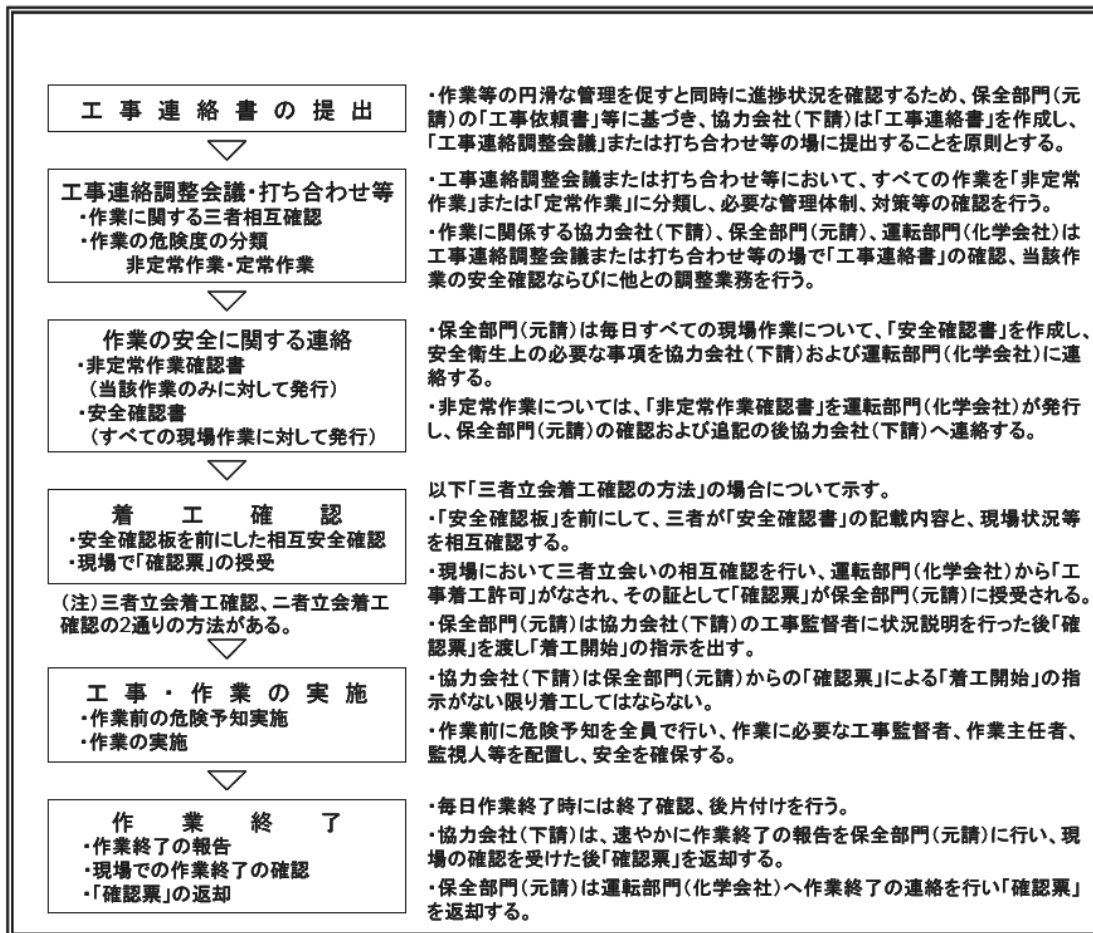 工事連絡書の提出
・作業等の円滑な管理を促すと同時に進捗状況を確認するため、保全部門(元
請)の「工事依頼書」等に基づき、協力会社(下請)は「工事連絡書」を作成し、
「工事連絡調整会議」または打ち合わせ等の場に提出することを原則とする。
工事連絡調整会議・打ち合わせ等
・作業に関する三者相互確認
・作業の危険度の分類
非定常作業・定常作業
・工事連絡調整会議または打ち合わせ等において、すべての作業を「非定常
作業」または「定常作業」に分類し、必要な管理体制、対策等の確認を行う。
・作業に関係する協力会社(下請)、保全部門(元請)、運転部門(化学会社)は
工事連絡調整会議または打ち合わせ等の場で「工事連絡書」の確認、当該作
業の安全確認ならびに他との調整業務を行う。
作業の安全に関する連絡
・非定常作業確認書
(当該作業のみに対して発行)
・安全確認書
(すべての現場作業に対して発行)
・保全部門(元請)は毎日すべての現場作業について、「安全確認書」を作成し、
安全衛生上の必要な事項を協力会社(下請)および運転部門(化学会社)に連
絡する。
・非定常作業については、「非定常作業確認書」を運転部門(化学会社)が発行
し、保全部門(元請)の確認および追記の後協力会社(下請)へ連絡する。
着工確認
・安全確認板を前にした相互安全確認
・現場で「確認票」の授受
(注)三者立会着工確認、二者立会着工
確認の2通りの方法がある。
以下「三者立会着工確認の方法」の場合について示す。
・「安全確認板」を前にして、三者が「安全確認書」の記載内容と、現場状況等
を相互確認する。
・現場において三者立会いの相互確認を行い、運転部門(化学会社)から「工
事着工許可」がなされ、その証として「確認票」が保全部門(元請)に授受される。
・保全部門(元請)は協力会社(下請)の工事監督者に状況説明を行った後「確
認票」を渡し「着工開始」の指示を出す。
工事・作業の実施
・作業前の危険予知実施
・作業の実施
・協力会社(下請)は保全部門(元請)からの「確認票」による「着工開始」の指
示がない限り着工してはならない。
・作業前に危険予知を全員で行い、作業に必要な工事監督者、作業主任者、
監視人等を配置し、安全を確保する。
作業終了
・作業終了の報告
・現場での作業終了の確認
・「確認票」の返却
・毎日作業終了時には終了確認、後片付けを行う。
・協力会社(下請)は、速やかに作業終了の報告を保全部門(元請)に行い、現
場の確認を受けた後「確認票」を返却する。
・保全部門(元請)は運転部門(化学会社)へ作業終了の連絡を行い「確認票」
を返却する。